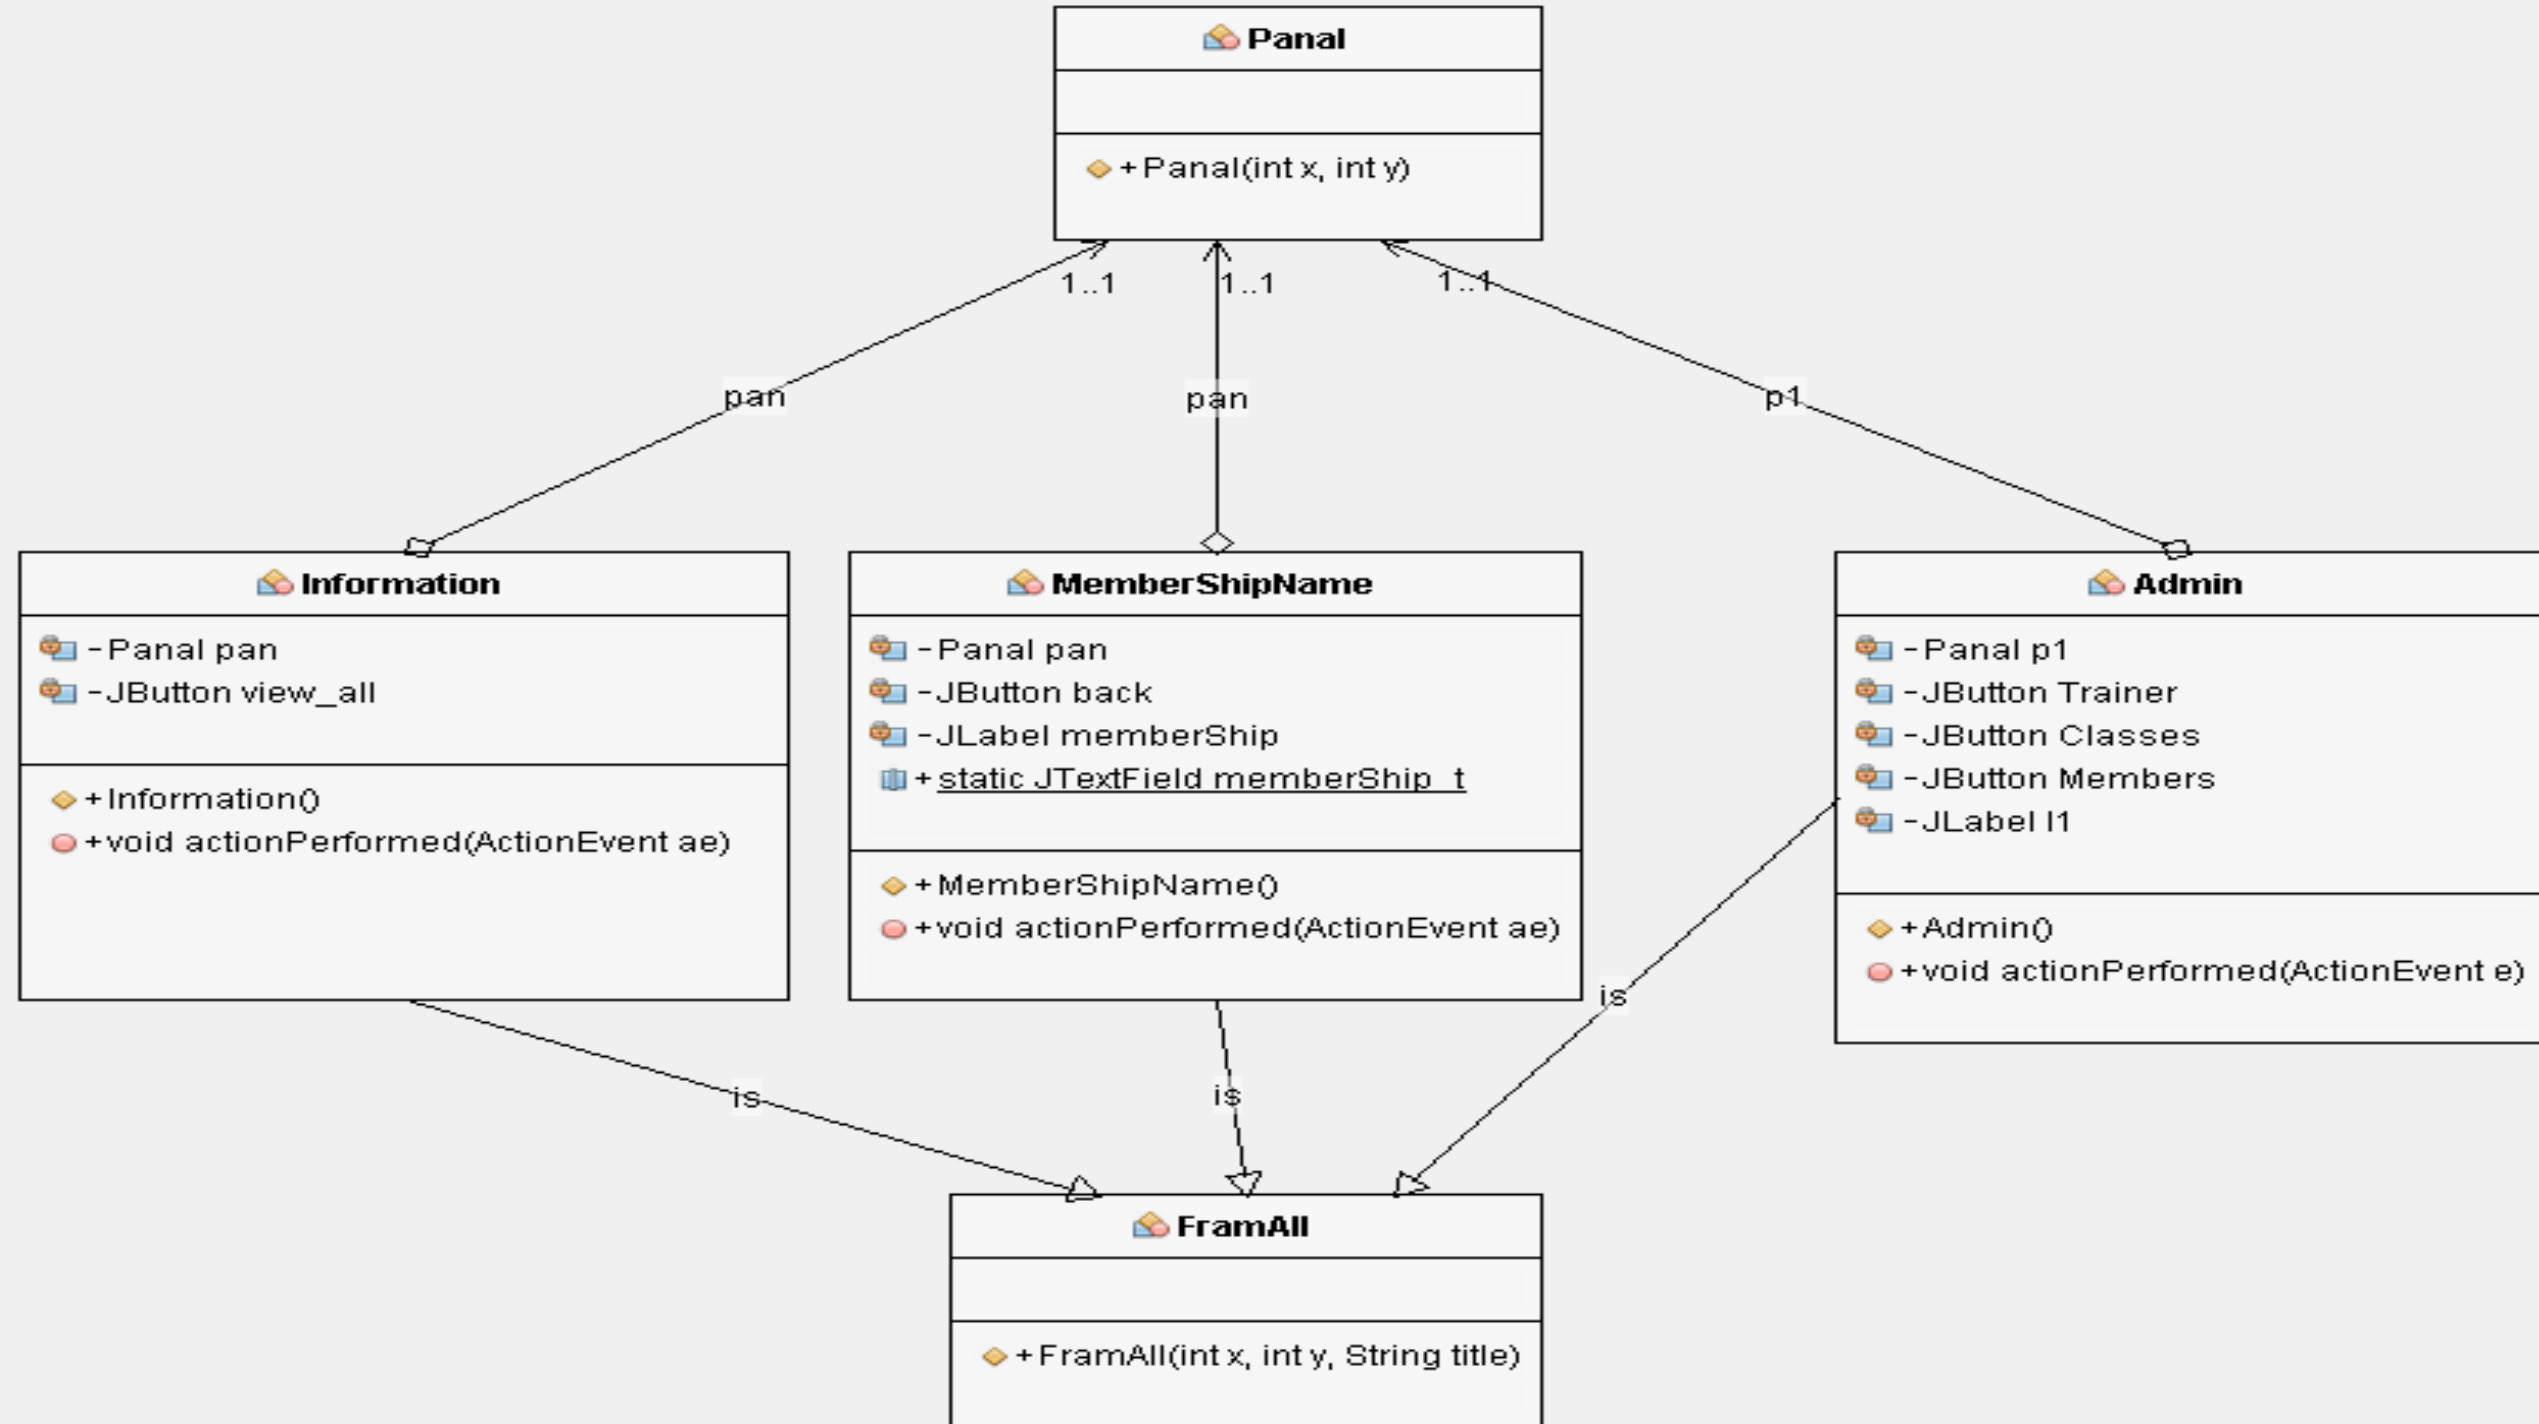 Panal
+Panal(int x, int y)
1..1
1..1
1..1
pan
pan
p1
Information
-Panal pan
-JButton view_all
+Information()
+void actionPerformed(ActionEvent ae)
MemberShipName
-Panal pan
-JButton back
-JLabel memberShip
+static JTextField memberShip_t
+MemberShipName()
+void actionPerformed(ActionEvent ae)
Admin
-Panal p1
-JButton Trainer
-JButton Classes
-JButton Members
-JLabel l1
+Admin()
+void actionPerformed(ActionEvent e)
is
is
is
FramAll
+FramAll(int x, int y, String title)